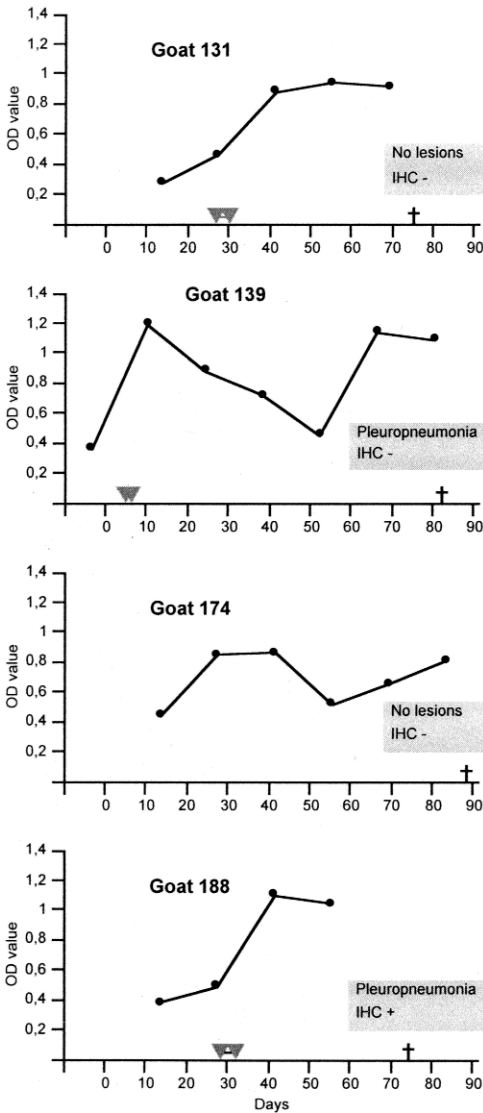 1,4
Goat 131
1,2
1
OD value
0,8
0,6
0,4
0,2
No lesions
IHC -
†
0 10 20 30 40 50 60 70 80 90
1,4
Goat 139
1,2
1
OD value
0,8
0,6
0,4
0,2
Pleuropneumonia
IHC -
†
0 10 20 30 40 50 60 70 80 90
1,4
1,2
Goat 174
1
OD value
0,8
0,6
0,4
0,2
No lesions
IHC -
†
10 20 30 40 50 60 70 80 90
1,4
1,2
Goat 188
1
OD value
0,8
0,6
0,4
0,2
Pleuropneumonia
IHC +
†
0 10 20 30 40 50 60 70 80 90
Days